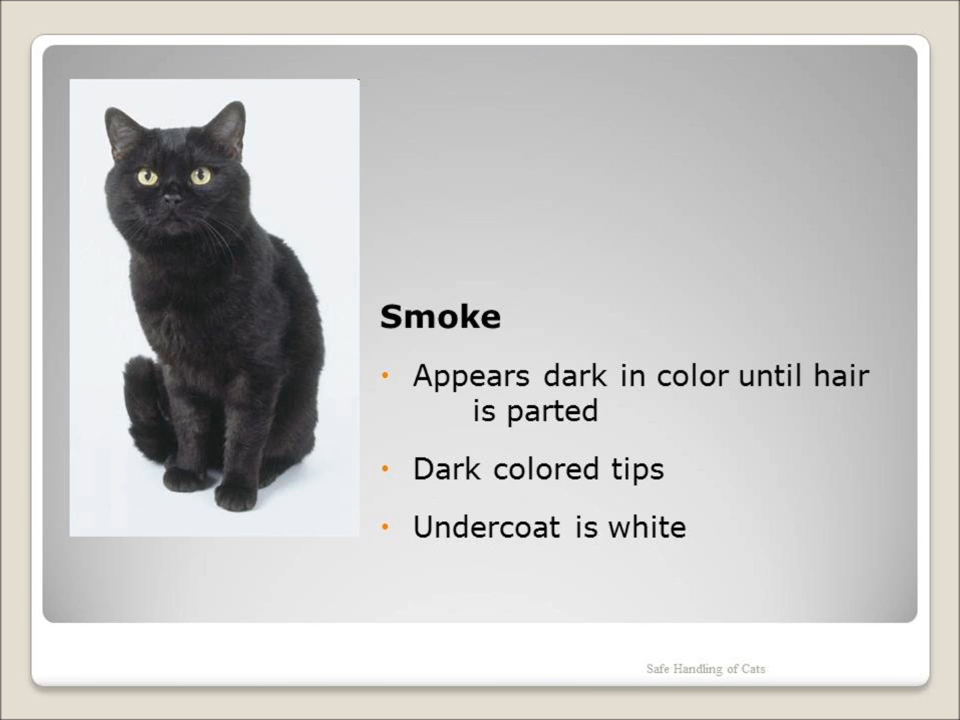 Smoke
• Appears dark in color until hair
is parted
• Dark colored tips
• Undercoat is white
Safe Handling of Cats